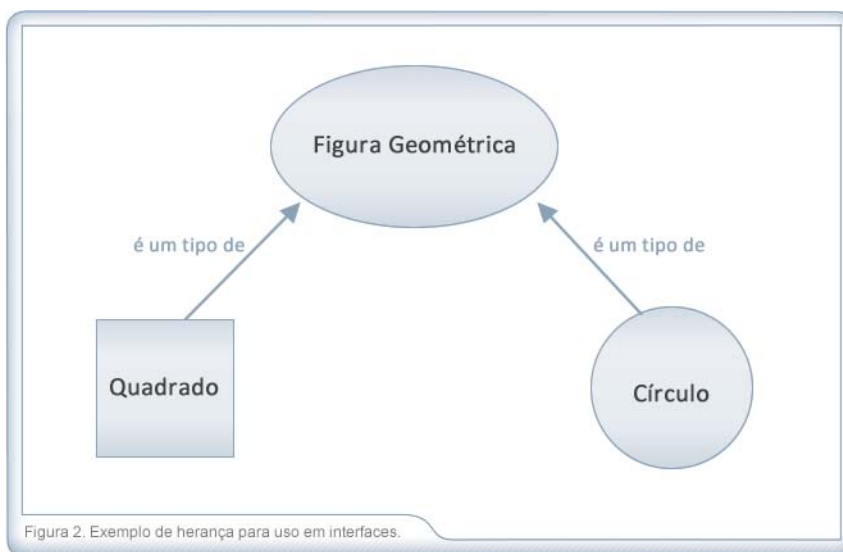 Figura Geométrica
é um tipo de
é um tipo de
Quadrado
Círculo
Figura 2. Exemplo de herança para uso em interfaces.